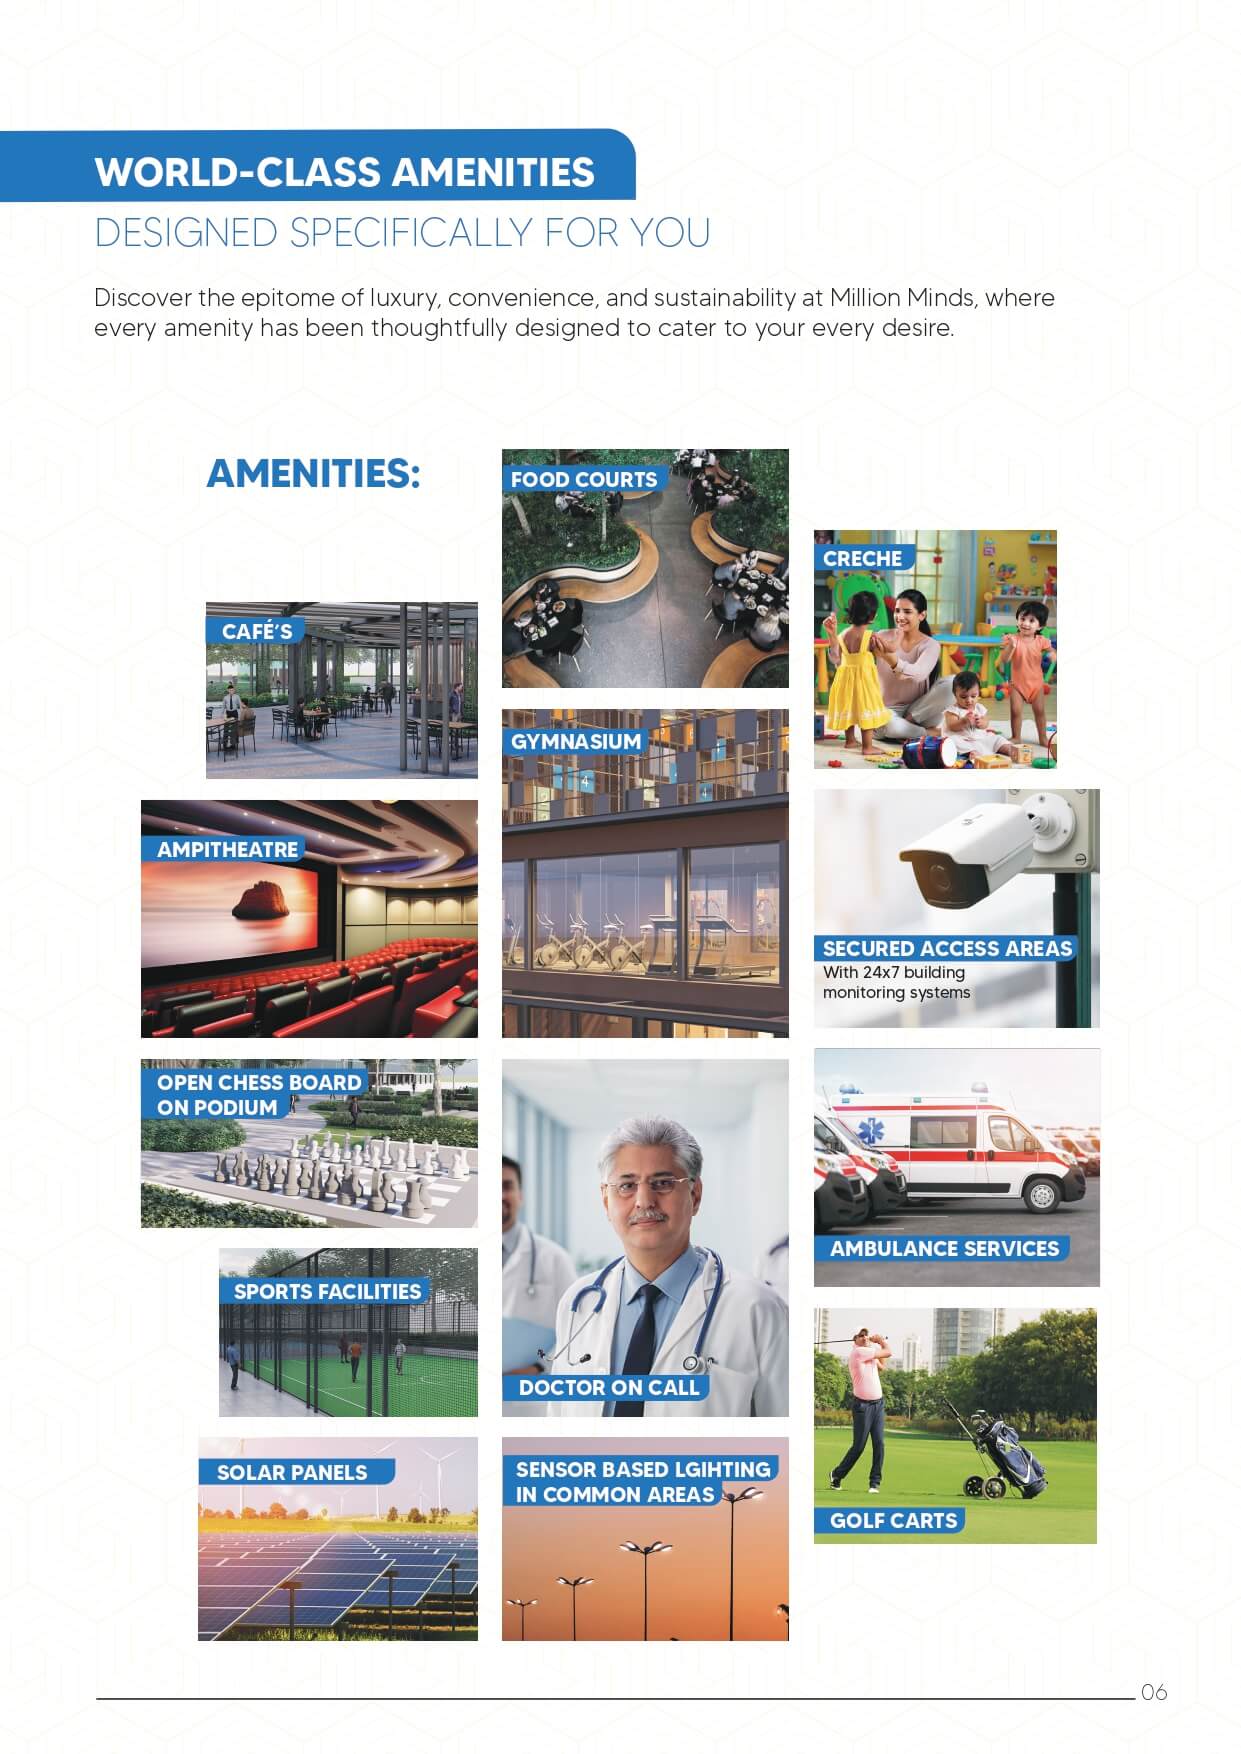 WORLD-CLASS AMENITIES
DESIGNED SPECIFICALLY FOR YOU
Discover the epitome of luxury, convenience, and sustainability at Million Minds, where
every amenity has been thoughtfully designed to cater to your every desire.
AMENITIES:
CAFÉ'S
AMPITHEATRE
OPEN CHESS BOARD
ON PODIUM
SPORTS FACILITIES
SOLAR PANELS
FOOD COURTS
GYMNASIUM
DOCTOR ON CALL
SENSOR BASED LGIHTING
IN COMMON AREAS
CRECHE
SECURED ACCESS AREAS
With 24x7 building
monitoring systems
AMBULANCE SERVICES
GOLF CARTS
06